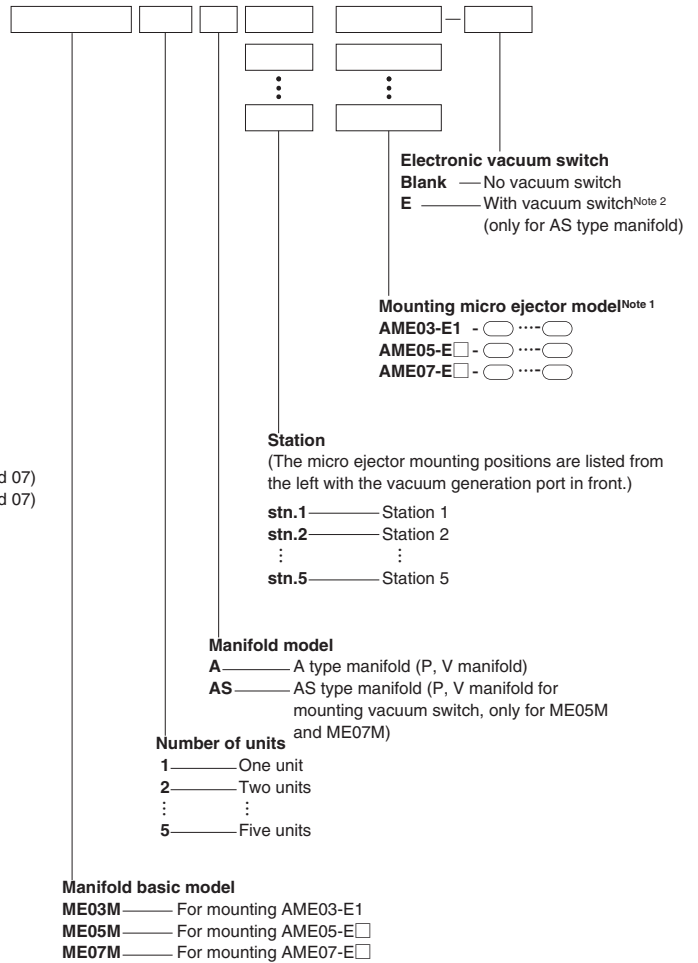 Electronic vacuum switch
Blank — No vacuum switch
E — With vacuum switch Note 2
(only for AS type manifold)
Mounting micro ejector model Note 1
AME03-E1 - ···-
AME05-E□ - ···-
AME07-E□ - ···-
Station
(The micro ejector mounting positions are listed from
the left with the vacuum generation port in front.)
stn.1 — Station 1
stn.2 — Station 2
⋮ ⋮
stn.5 — Station 5
d 07)
d 07)
Manifold model
A — A type manifold (P, V manifold)
AS — AS type manifold (P, V manifold for
mounting vacuum switch, only for ME05M
and ME07M)
Number of units
1 — One unit
2 — Two units
⋮ ⋮
5 — Five units
Manifold basic model
ME03M — For mounting AME03-E1
ME05M — For mounting AME05-E□
ME07M — For mounting AME07-E□